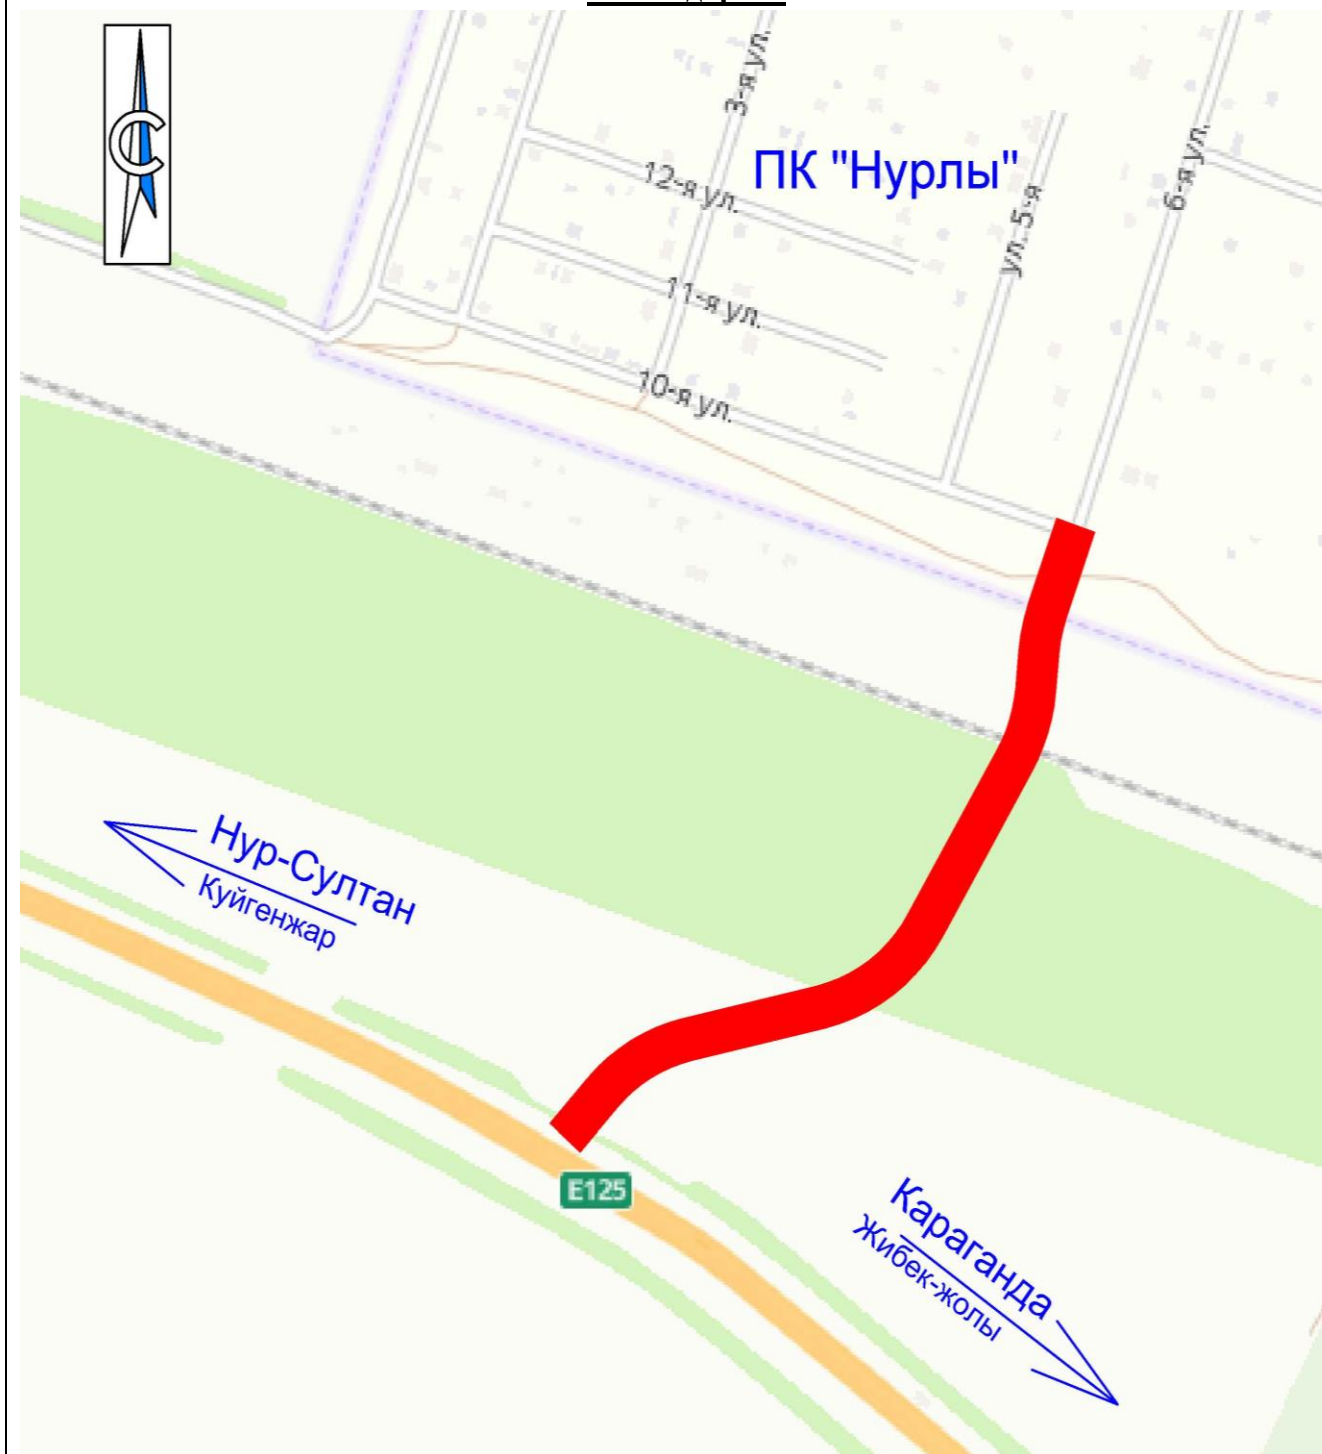 С
3-я ул.
12-я ул.
ПК "Нурлы"
6-я ул.
ул. 5-я
11-я ул.
10-я ул.
Нур-Султан
Куйгенжар
E125
Караганда
Жибек-жолы